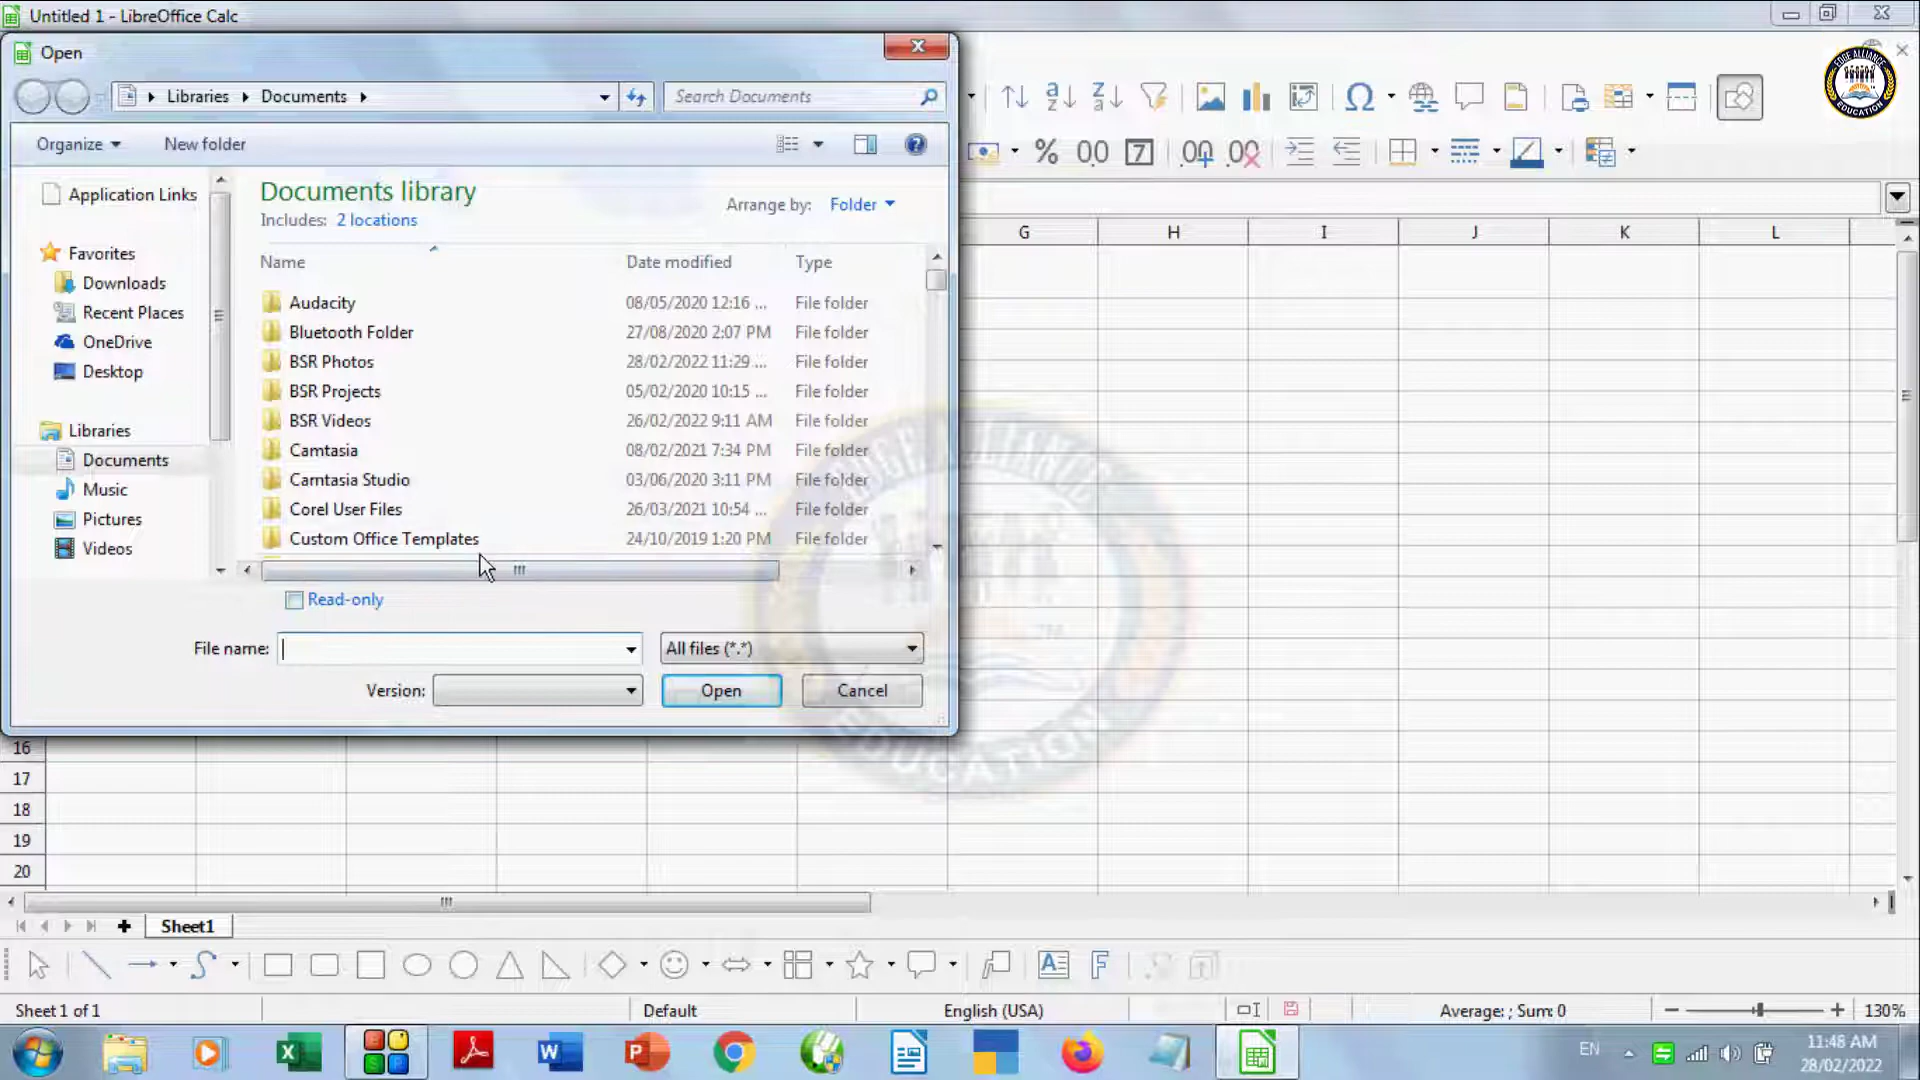 Untitled 1 - LibreOffice Calc
Open
Libraries Documents
Search Documents
Organize New folder
Application Links
Favorites
Downloads
Recent Places
OneDrive
Desktop
Libraries
Documents
Music
Pictures
Videos
Documents library
Includes: 2 locations
Arrange by: Folder
Name Date modified Type
Audacity 08/05/2020 12:16 ... File folder
Bluetooth Folder 27/08/2020 2:07 PM File folder
BSR Photos 28/02/2022 11:29 ... File folder
BSR Projects 05/02/2020 10:15 ... File folder
BSR Videos 26/02/2022 9:11 AM File folder
Camtasia 08/02/2021 7:34 PM File folder
Camtasia Studio 03/06/2020 3:11 PM File folder
Corel User Files 26/03/2021 10:54 ... File folder
Custom Office Templates 24/10/2019 1:20 PM File folder
Read-only
File name: All files (*.*)
Version: Open Cancel
G H I J K L
16
17
18
19
20
Sheet1
Sheet 1 of 1 Default English (USA) Average: ; Sum: 0 130%
EN 11:48 AM
28/02/2022
EDGE ALLIANCE
EDUCATION